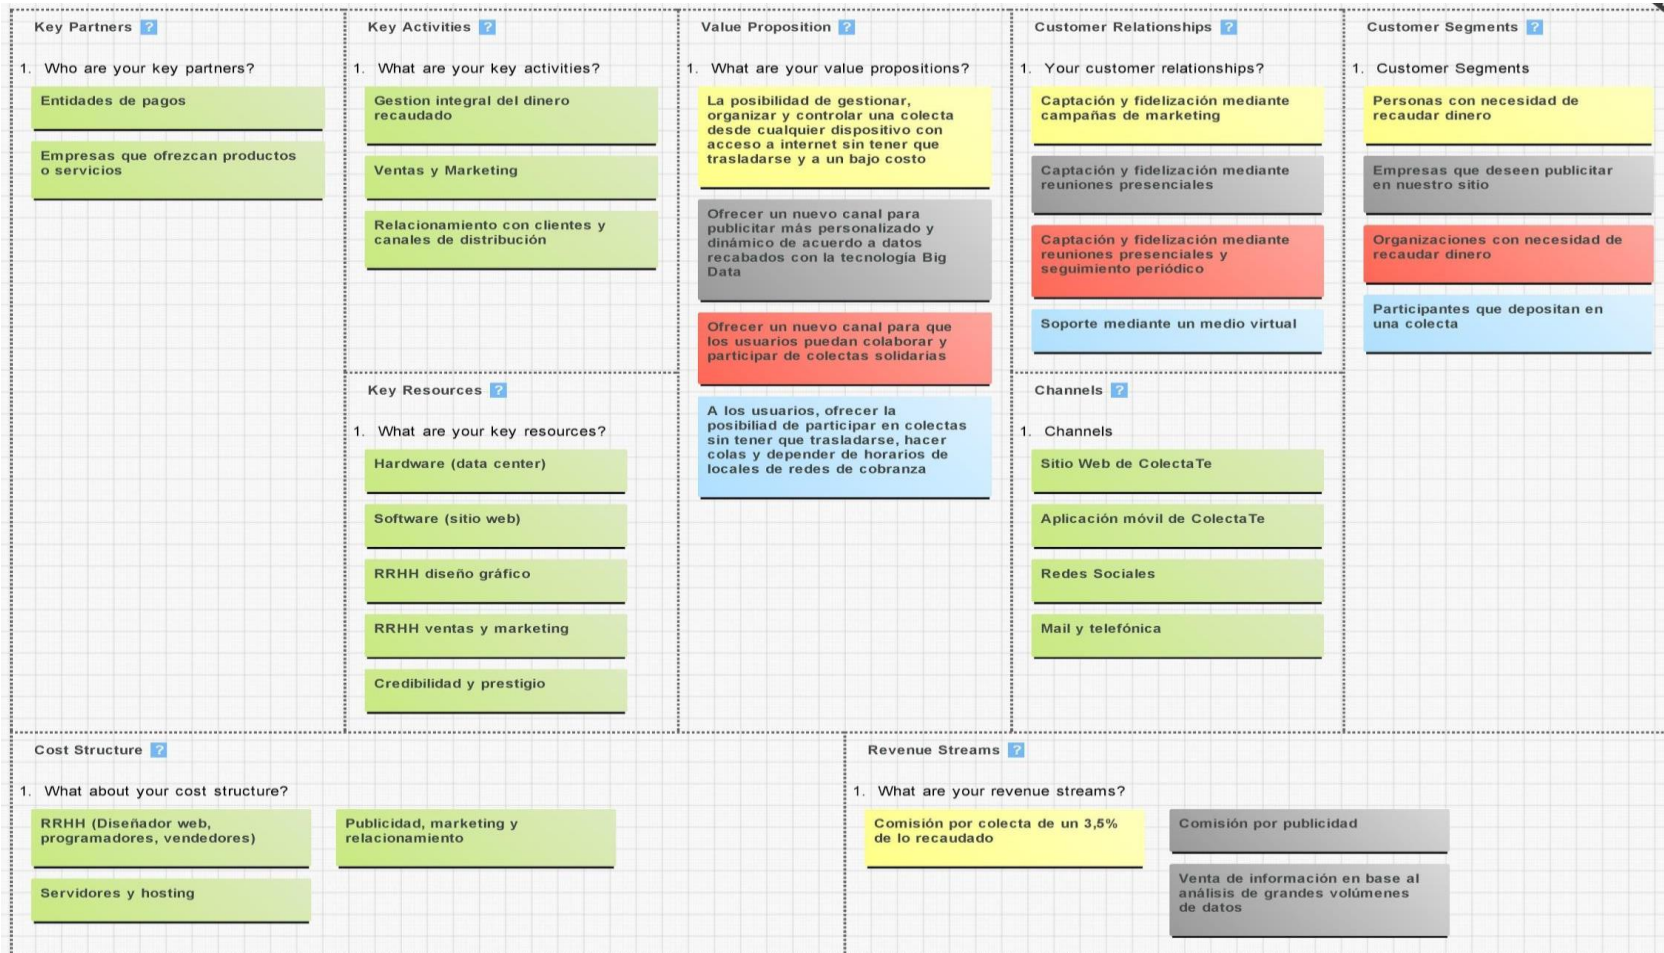 Key Partners ?
1. Who are your key partners?
Entidades de pagos
Empresas que ofrezcan productos
o servicios
Key Activities ?
1. What are your key activities?
Gestion integral del dinero
recaudado
Ventas y Marketing
Relacionamiento con clientes y
canales de distribución
Key Resources ?
1. What are your key resources?
Hardware (data center)
Software (sitio web)
RRHH diseño gráfico
RRHH ventas y marketing
Credibilidad y prestigio
Value Proposition ?
1. What are your value propositions?
La posibilidad de gestionar,
organizar y controlar una colecta
desde cualquier dispositivo con
acceso a internet sin tener que
trasladarse y a un bajo costo
Ofrecer un nuevo canal para
publicitar más personalizado y
dinámico de acuerdo a datos
recabados con la tecnología Big
Data
Ofrecer un nuevo canal para que
los usuarios puedan colaborar y
participar de colectas solidarias
A los usuarios, ofrecer la
posibiliad de participar en colectas
sin tener que trasladarse, hacer
colas y depender de horarios de
locales de redes de cobranza
Customer Relationships ?
1. Your customer relationships?
Captación y fidelización mediante
campañas de marketing
Captación y fidelización mediante
reuniones presenciales
Captación y fidelización mediante
reuniones presenciales y
seguimiento periódico
Soporte mediante un medio virtual
Channels ?
1. Channels
Sitio Web de ColectaTe
Aplicación móvil de ColectaTe
Redes Sociales
Mail y telefónica
Customer Segments ?
1. Customer Segments
Personas con necesidad de
recaudar dinero
Empresas que deseen publicitar
en nuestro sitio
Organizaciones con necesidad de
recaudar dinero
Participantes que depositan en
una colecta
Cost Structure ?
1. What about your cost structure?
RRHH (Diseñador web,
programadores, vendedores)
Servidores y hosting
Publicidad, marketing y
relacionamiento
Revenue Streams ?
1. What are your revenue streams?
Comisión por colecta de un 3,5%
de lo recaudado
Comisión por publicidad
Venta de información en base al
análisis de grandes volúmenes
de datos